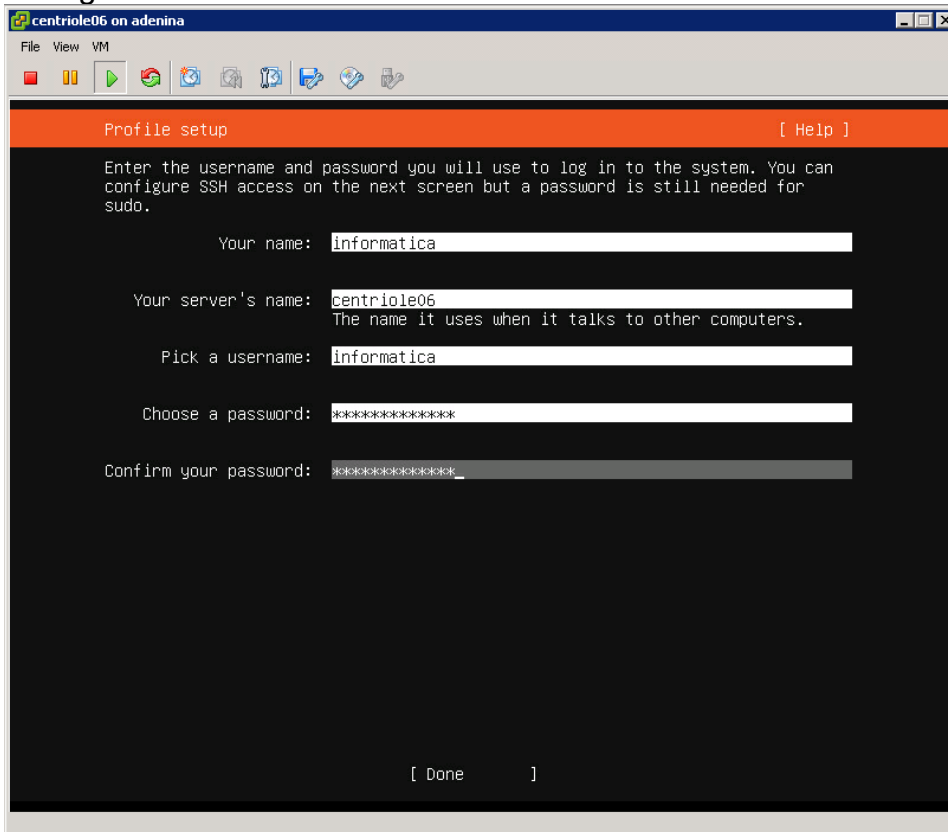 centriole06 on adenina
File View VM
Profile setup [ Help ]
Enter the username and password you will use to log in to the system. You can
configure SSH access on the next screen but a password is still needed for
sudo.
Your name: informatica
Your server's name: centriole06
The name it uses when it talks to other computers.
Pick a username: informatica
Choose a password: *************
Confirm your password: *************_
[ Done ]